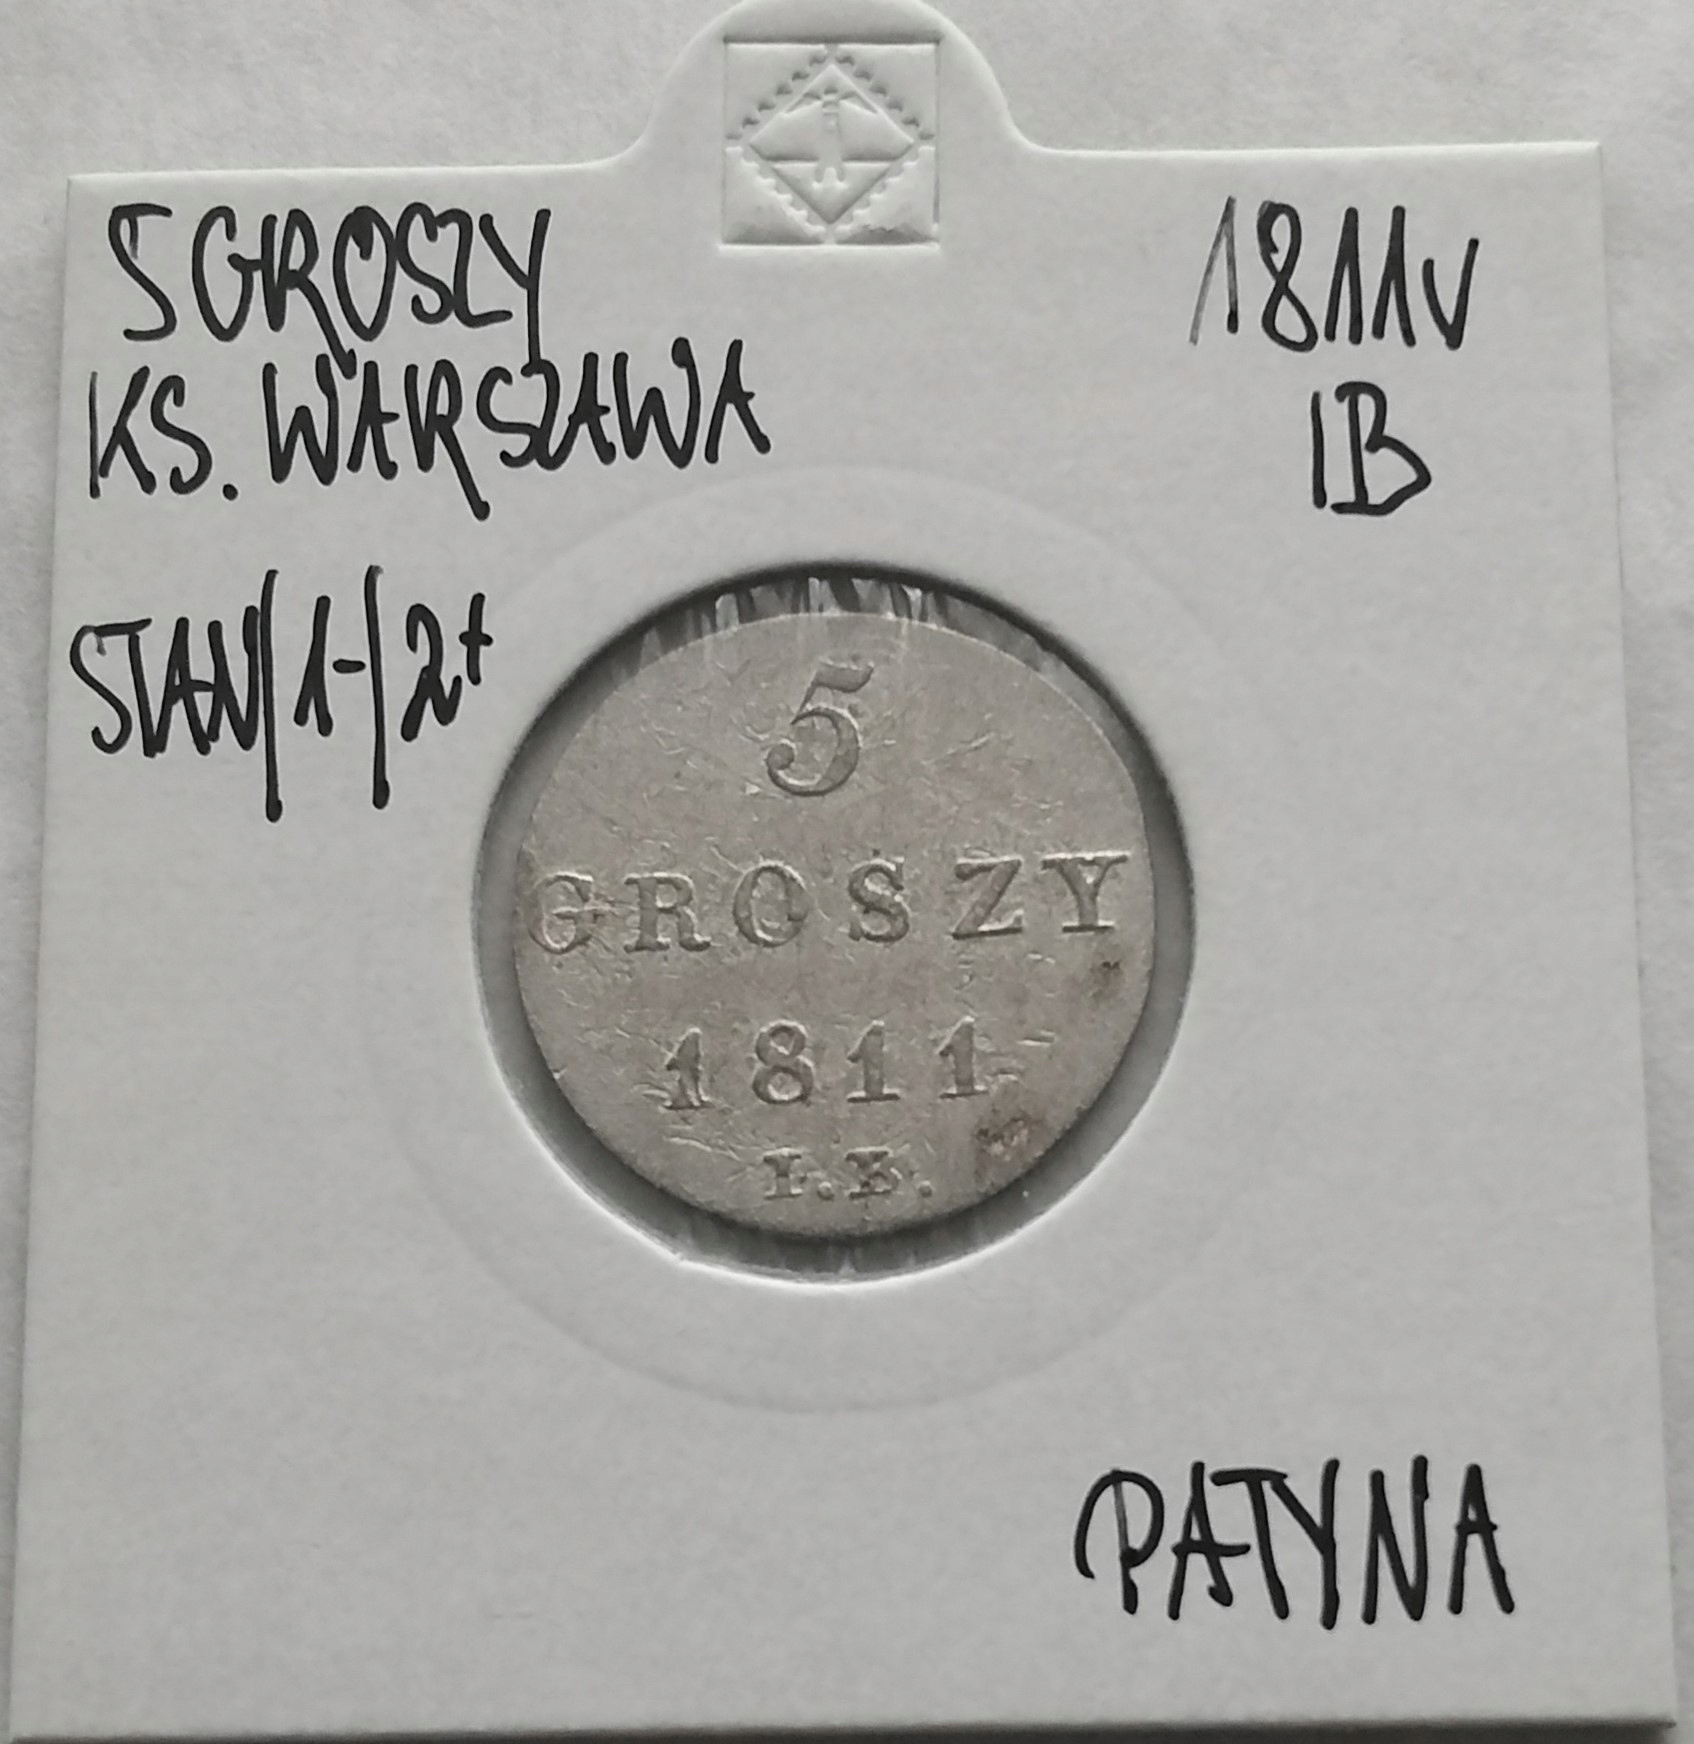 5 GROSZY
KS. WARSZAWA
1811v
IB
STAN/1-/2+
5
GROSZY
1811
I.B.
PATYNA